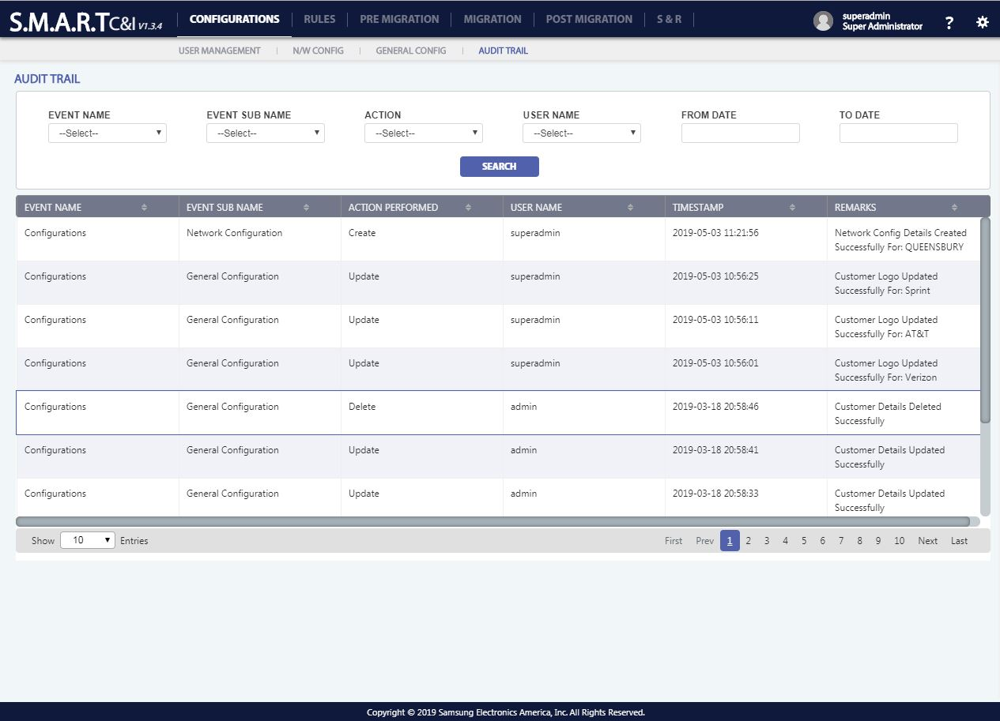 S.M.A.R.T C&I V1.3.4
CONFIGURATIONS RULES PRE MIGRATION MIGRATION POST MIGRATION S & R
superadmin
Super Administrator
?
USER MANAGEMENT N/W CONFIG GENERAL CONFIG AUDIT TRAIL
AUDIT TRAIL
EVENT NAME EVENT SUB NAME ACTION USER NAME FROM DATE TO DATE
--Select-- --Select-- --Select-- --Select--
SEARCH
EVENT NAME EVENT SUB NAME ACTION PERFORMED USER NAME TIMESTAMP REMARKS
Configurations Network Configuration Create superadmin 2019-05-03 11:21:56 Network Config Details Created
Successfully For: QUEENSBURY
Configurations General Configuration Update superadmin 2019-05-03 10:56:25 Customer Logo Updated
Successfully For: Sprint
Configurations General Configuration Update superadmin 2019-05-03 10:56:11 Customer Logo Updated
Successfully For: AT&T
Configurations General Configuration Update superadmin 2019-05-03 10:56:01 Customer Logo Updated
Successfully For: Verizon
Configurations General Configuration Delete admin 2019-03-18 20:58:46 Customer Details Deleted
Successfully
Configurations General Configuration Update admin 2019-03-18 20:58:41 Customer Details Updated
Successfully
Configurations General Configuration Update admin 2019-03-18 20:58:33 Customer Details Updated
Successfully
Show 10 Entries First Prev 1 2 3 4 5 6 7 8 9 10 Next Last
Copyright © 2019 Samsung Electronics America, Inc. All Rights Reserved.